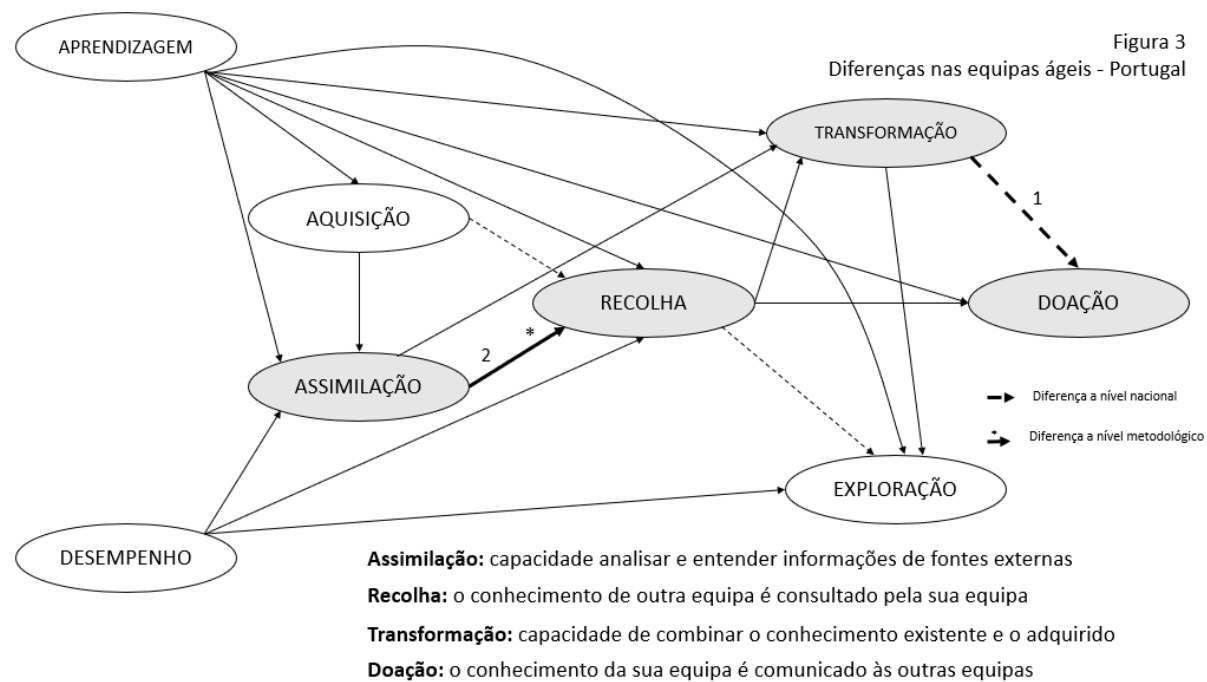 APRENDIZAGEM
Figura 3
Diferenças nas equipas ágeis - Portugal
TRANSFORMAÇÃO
1
AQUISIÇÃO
RECOLHA
DOAÇÃO
*
2
ASSIMILAÇÃO
Diferença a nível nacional
*
Diferença a nível metodológico
EXPLORAÇÃO
DESEMPENHO
Assimilação: capacidade analisar e entender informações de fontes externas
Recolha: o conhecimento de outra equipa é consultado pela sua equipa
Transformação: capacidade de combinar o conhecimento existente e o adquirido
Doação: o conhecimento da sua equipa é comunicado às outras equipas